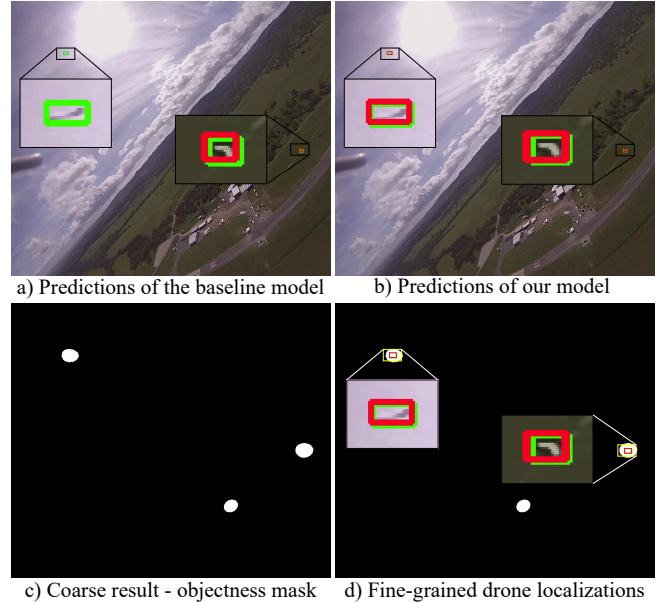 a) Predictions of the baseline model
b) Predictions of our model
c) Coarse result - objectness mask
d) Fine-grained drone localizations